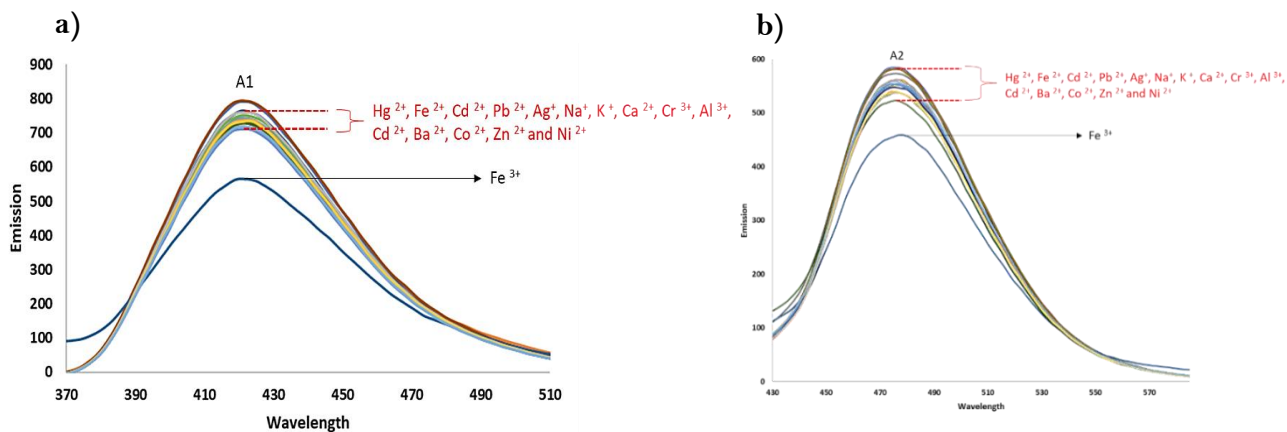 a)
A1
900
800
700
600
500
400
300
200
100
0
Emission
Hg 2+, Fe 2+, Cd 2+, Pb 2+, Ag+, Na+, K +, Ca 2+, Cr 3+, Al 3+,
Cd 2+, Ba 2+, Co 2+, Zn 2+ and Ni 2+
Fe 3+
370 390 410 430 450 470 490 510
Wavelength
b)
A2
600
500
400
300
200
100
0
Emission
Hg 2+, Fe 2+, Cd 2+, Pb 2+, Ag+, Na+, K +, Ca 2+, Cr 3+, Al 3+,
Cd 2+, Ba 2+, Co 2+, Zn 2+ and Ni 2+
Fe 3+
430 450 470 490 510 530 550 570
Wavelength